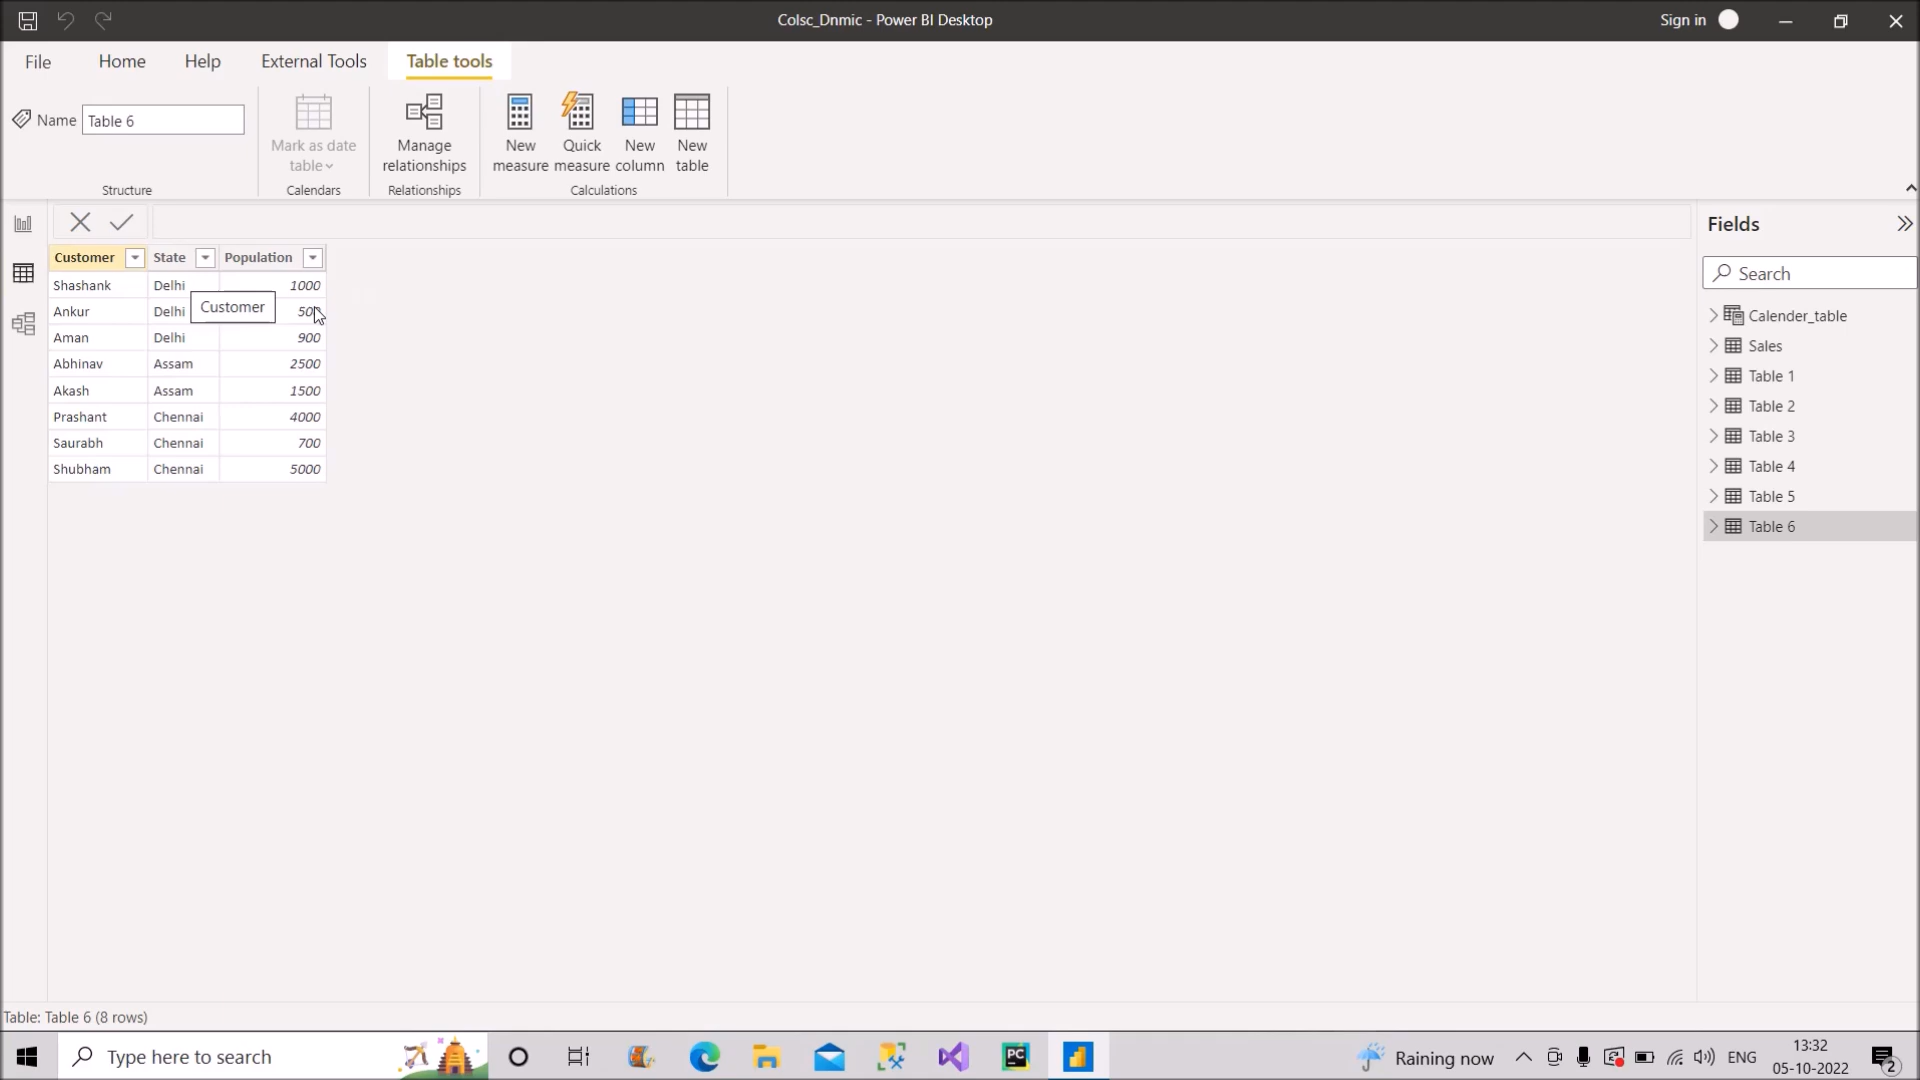 Colsc_Dnmic - Power BI Desktop
Sign in
File Home Help External Tools Table tools
Name Table 6
Mark as date table
Manage relationships
New measure
Quick measure
New column
New table
Structure Calendars Relationships Calculations
Fields
Search
Customer State Population
Shashank Delhi 1000
Ankur Delhi
Customer
Aman Delhi 900
Abhinav Assam 2500
Akash Assam 1500
Prashant Chennai 4000
Saurabh Chennai 700
Shubham Chennai 5000
Calender_table
Sales
Table 1
Table 2
Table 3
Table 4
Table 5
Table 6
Table: Table 6 (8 rows)
Type here to search
PC
Raining now
ENG
13:32
05-10-2022
2